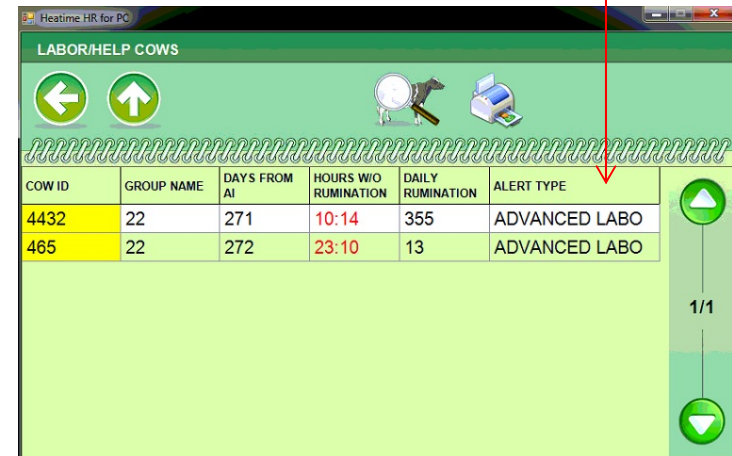 Heatime HR for PC
LABOR/HELP COWS
COW ID GROUP NAME DAYS FROM AI HOURS W/O RUMINATION DAILY RUMINATION ALERT TYPE
4432 22 271 10:14 355 ADVANCED LABO
465 22 272 23:10 13 ADVANCED LABO
1/1